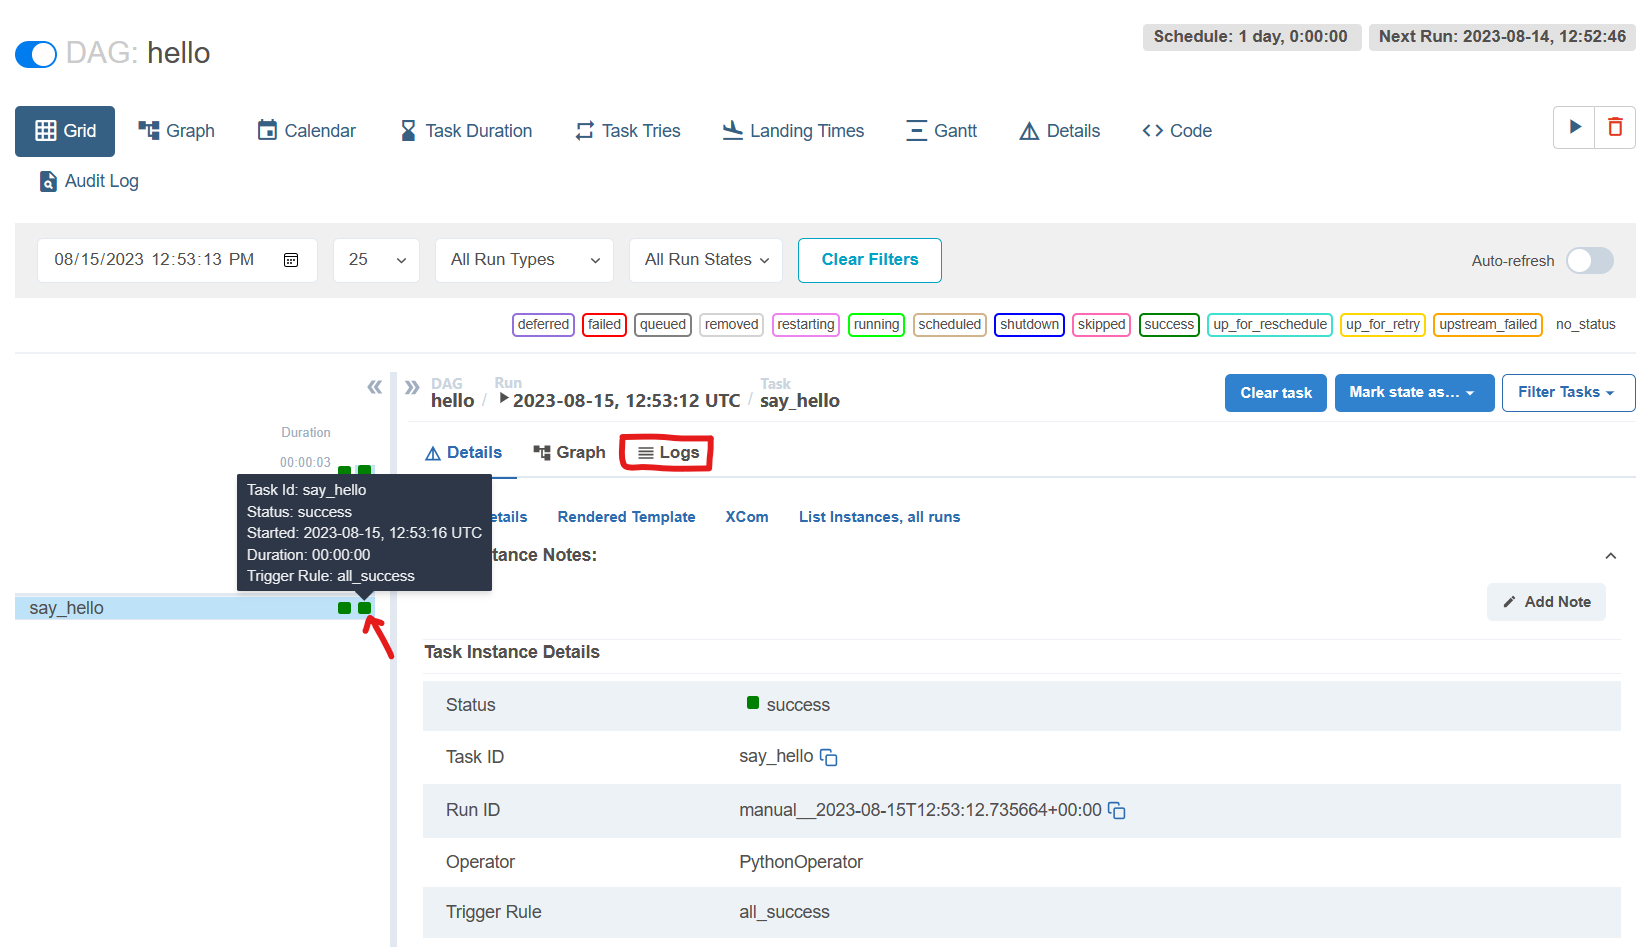 DAG: hello
Schedule: 1 day, 0:00:00
Next Run: 2023-08-14, 12:52:46
Grid
Graph
Calendar
Task Duration
Task Tries
Landing Times
Gantt
Details
Code
Audit Log
08/15/2023 12:53:13 PM
25
All Run Types
All Run States
Clear Filters
Auto-refresh
deferred
failed
queued
removed
restarting
running
scheduled
shutdown
skipped
success
up_for_reschedule
up_for_retry
upstream_failed
no_status
Duration
00:00:03
Task Id: say_hello
Status: success
Started: 2023-08-15, 12:53:16 UTC
Duration: 00:00:00
Trigger Rule: all_success
say_hello
DAG
hello
/
Run
2023-08-15, 12:53:12 UTC
/
Task
say_hello
Clear task
Mark state as...
Filter Tasks
Details
Graph
Logs
etails
Rendered Template
XCom
List Instances, all runs
tance Notes:
Add Note
Task Instance Details
Status
success
Task ID
say_hello
Run ID
manual__2023-08-15T12:53:12.735664+00:00
Operator
PythonOperator
Trigger Rule
all_success